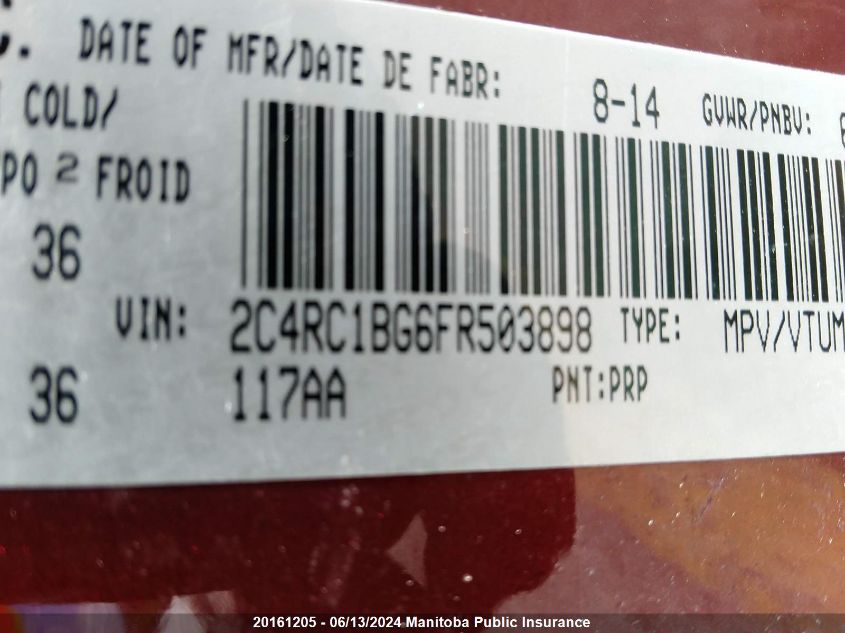 C. DATE OF MFR/DATE DE FABR: 8-14 GVWR/PNBV:
COLD/
PO 2 FROID
36
VIN: 2C4RC1BG6FR503898 TYPE: MPV/VTUM
36 117AA PNT:PRP
20161205 - 06/13/2024 Manitoba Public Insurance